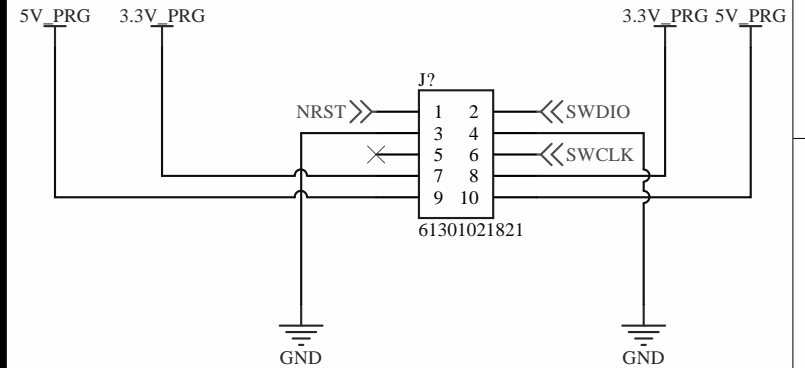 5V_PRG 3.3V_PRG 3.3V_PRG 5V_PRG
J?
NRST 1 2 SWDIO
3 4
5 6 SWCLK
7 8
9 10
61301021821
GND GND